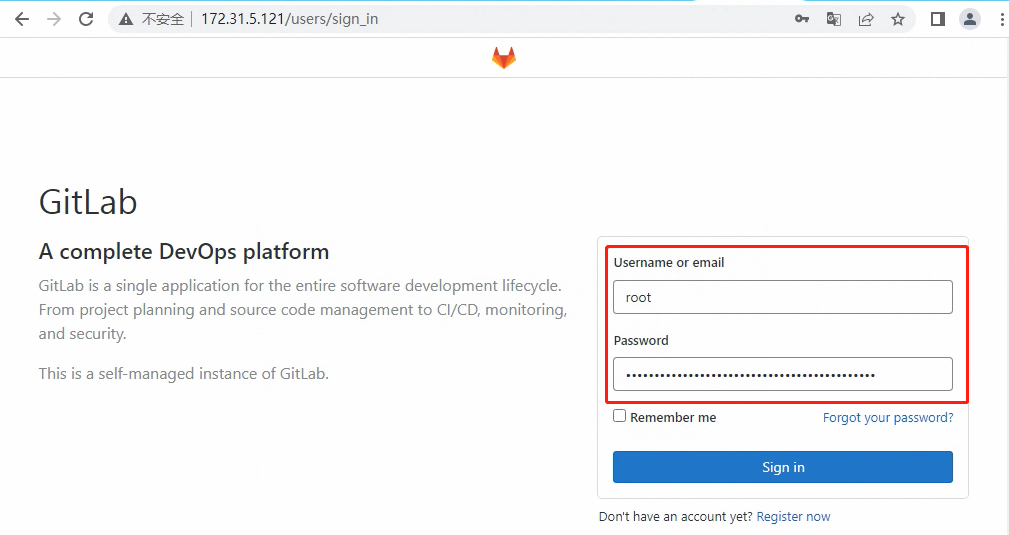 不安全 172.31.5.121/users/sign_in
GitLab
A complete DevOps platform
GitLab is a single application for the entire software development lifecycle.
From project planning and source code management to CI/CD, monitoring,
and security.
This is a self-managed instance of GitLab.
Username or email
root
Password
Remember me Forgot your password?
Sign in
Don't have an account yet? Register now